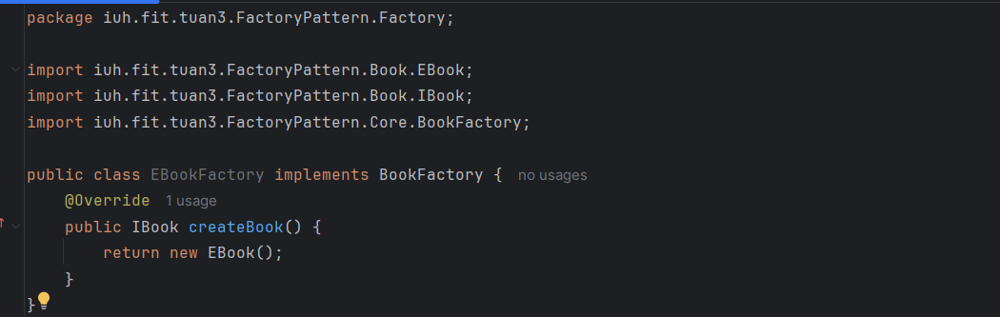 package iuh.fit.tuan3.FactoryPattern.Factory;
import iuh.fit.tuan3.FactoryPattern.Book.EBook;
import iuh.fit.tuan3.FactoryPattern.Book.IBook;
import iuh.fit.tuan3.FactoryPattern.Core.BookFactory;
public class EBookFactory implements BookFactory { no usages
@Override 1 usage
public IBook createBook() {
return new EBook();
}
}